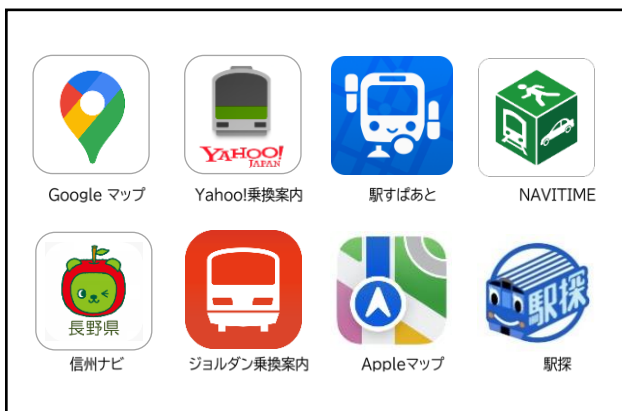 YAHOO!
JAPAN
Google マップ
Yahoo!乗換案内
駅すぱあと
NAVITIME
長野県
駅探
信州ナビ
ジョルダン乗換案内
Appleマップ
駅探